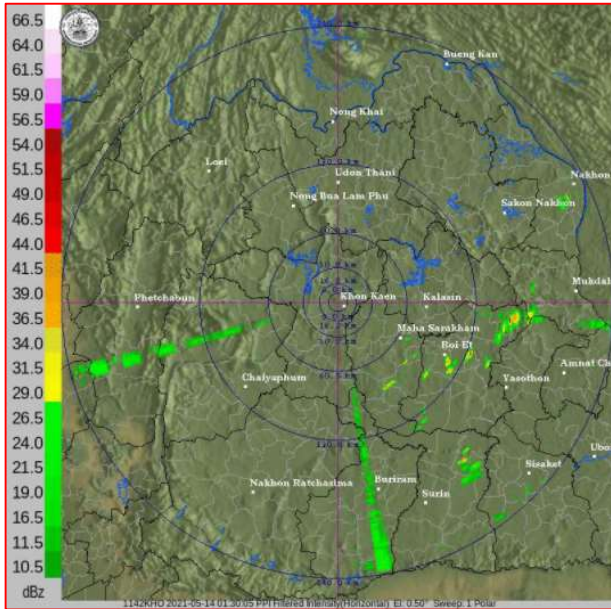 66.5
64.0
61.5
59.0
56.5
54.0
51.5
49.0
46.5
44.0
41.5
39.0
36.5
34.0
31.5
29.0
26.5
24.0
21.5
19.0
16.5
14.0
10.5
dBz
Bueng Kan
Nong Khai
Loei
Udon Thani
Nakhon
Nong Bua Lam Phu
Sakon Nakhon
Mukdah
Phetchabun
Khon Kaen
Kalasin
Maha Sarakham
Roi Et
Amnat Ch
Chaiyaphum
Yasothon
Ubo
Sisaket
Nakhon Ratchasima
Buriram
Surin
1142KHO 2021-05-14 01:30:05 PPI Filtered Intensity(Horizontal) El: 0.50° Sweep: 1 Polar